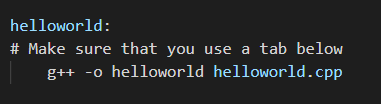 helloworld:
# Make sure that you use a tab below
    g++ -o helloworld helloworld.cpp